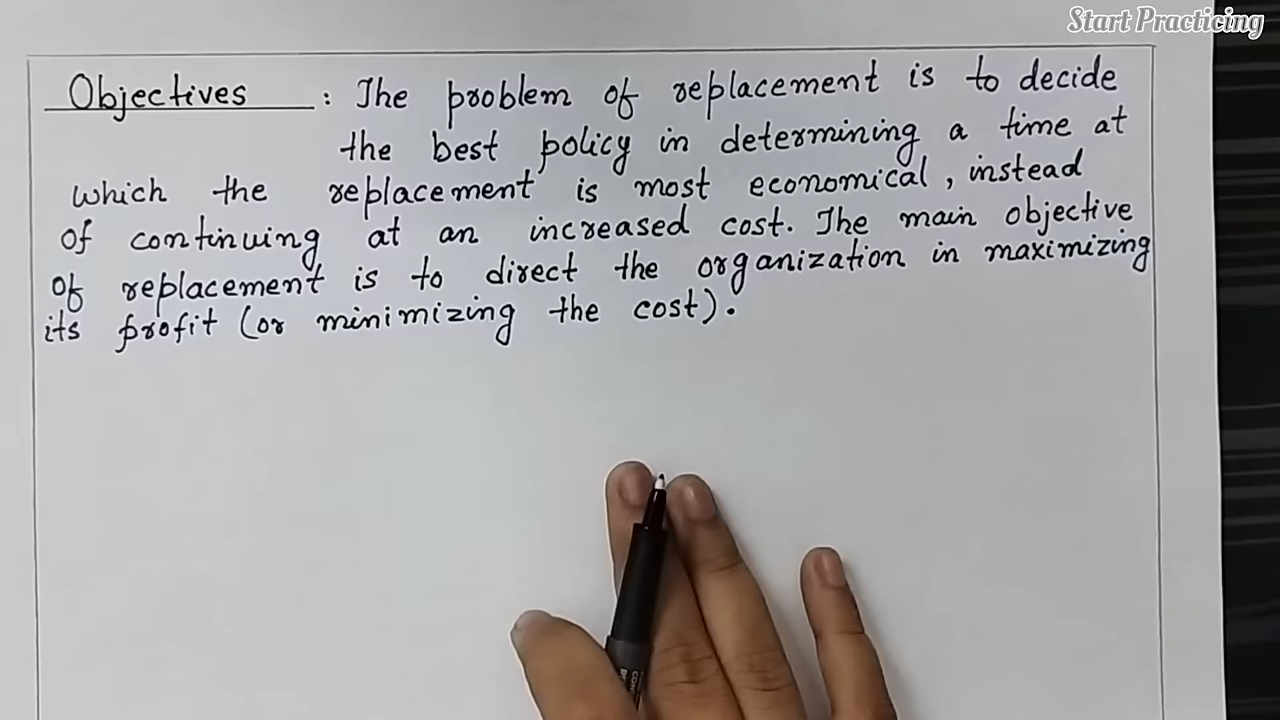 Start Practicing
Objectives : The problem of replacement is to decide
the best policy in determining a time at
which the replacement is most economical, instead
of continuing at an increased cost. The main objective
of replacement is to direct the organization in maximizing
its profit (or minimizing the cost).